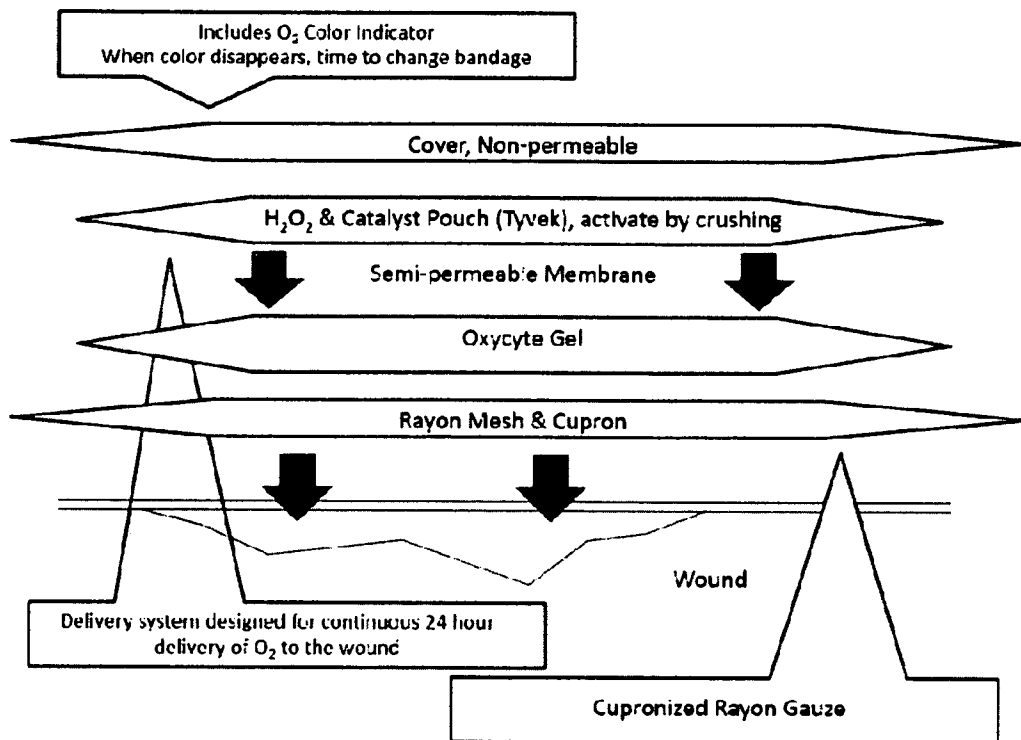 Includes O₂ Color Indicator
When color disappears, time to change bandage
Cover, Non-permeable
H₂O₂ & Catalyst Pouch (Tyvek), activate by crushing
Semi-permeable Membrane
Oxycyte Gel
Rayon Mesh & Cupron
Wound
Delivery system designed for continuous 24 hour
delivery of O₂ to the wound
Cupronized Rayon Gauze